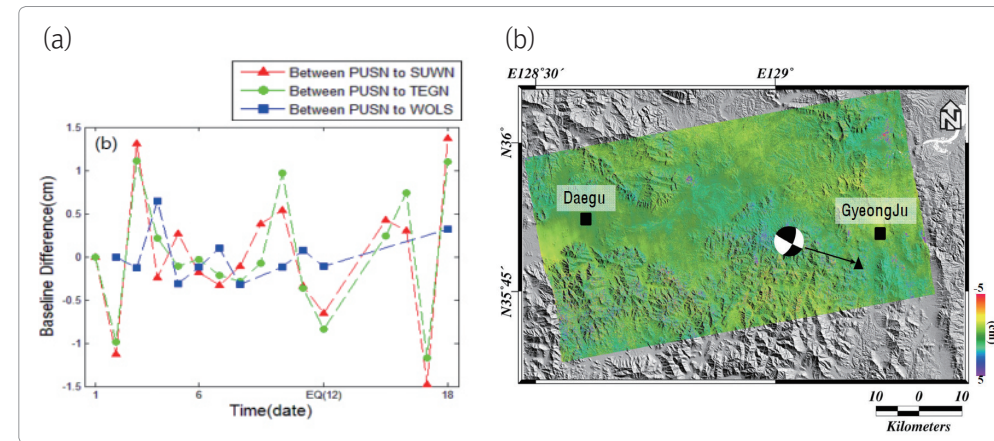 (a)
Between PUSN to SUWN
Between PUSN to TEGN
Between PUSN to WOLS
1.5
(b)
1
0.5
0
-0.5
-1
-1.5
Baseline Difference(cm)
1
6
EQ(12)
18
Time(date)
(b)
E128°30´
E129°
N36°
N35°45´
N
Daegu
GyeongJu
-5
(cm)
5
10 0 10
Kilometers